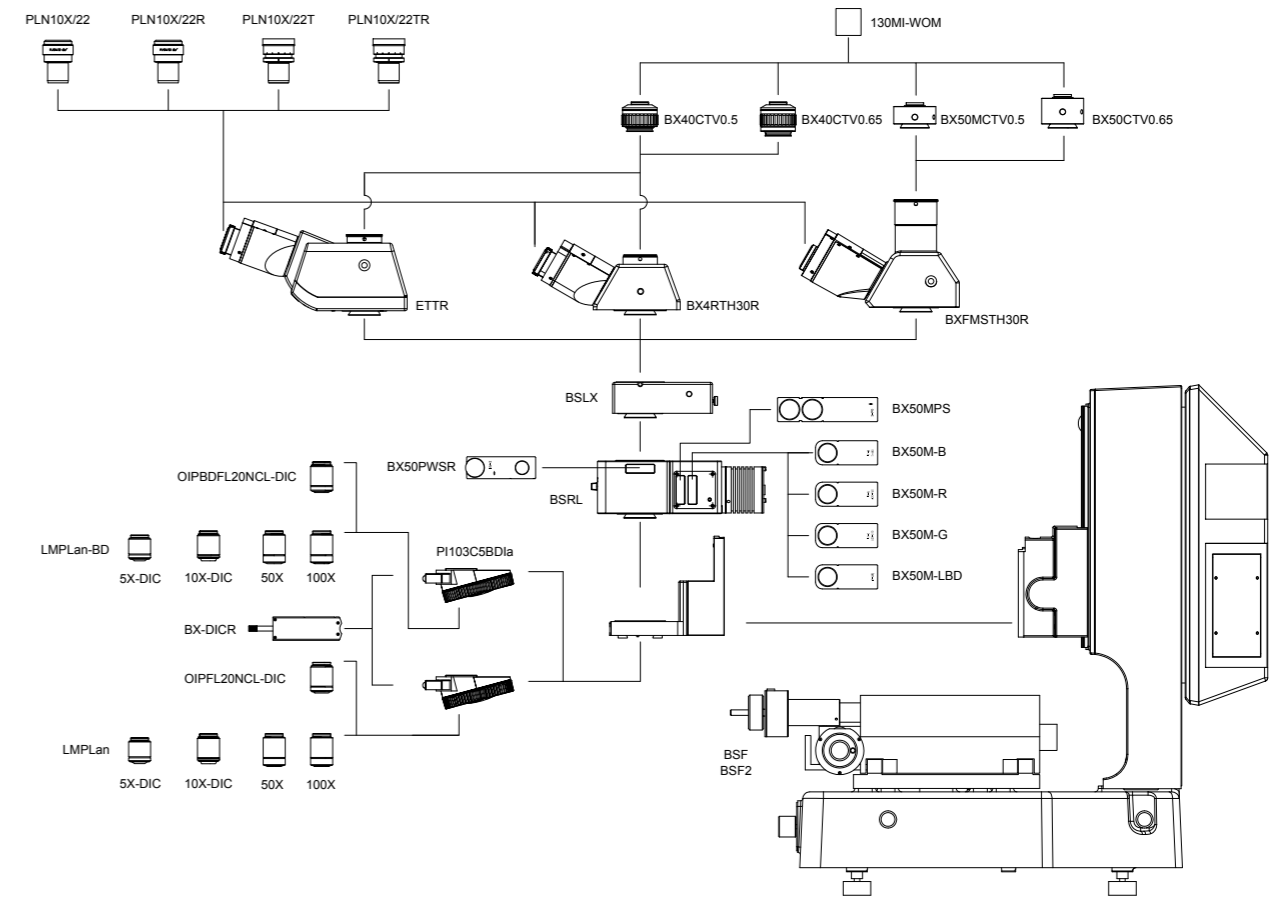 PLN10X/22
PLN10X/22R
PLN10X/22T
PLN10X/22TR
130MI-WOM
BX40CTV0.5
BX40CTV0.65
BX50MCTV0.5
BX50CTV0.65
ETTR
BX4RTH30R
BXFMSTH30R
BSLX
BX50MPS
BX50PWSR
BX50M-B
OIPBDFL20NCL-DIC
BSRL
BX50M-R
BX50M-G
LMPLan-BD
5X-DIC
10X-DIC
50X
100X
PI103C5BDIa
BX50M-LBD
BX-DICR
OIPFL20NCL-DIC
LMPLan
5X-DIC
10X-DIC
50X
100X
BSF
BSF2